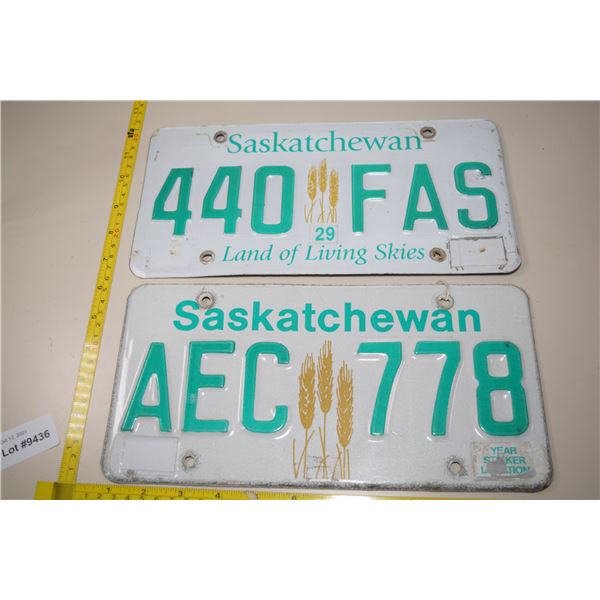 Saskatchewan
440 FAS
29
Land of Living Skies
Saskatchewan
AEC 778
YEAR
STICKER
LOCATION
Lot #9436